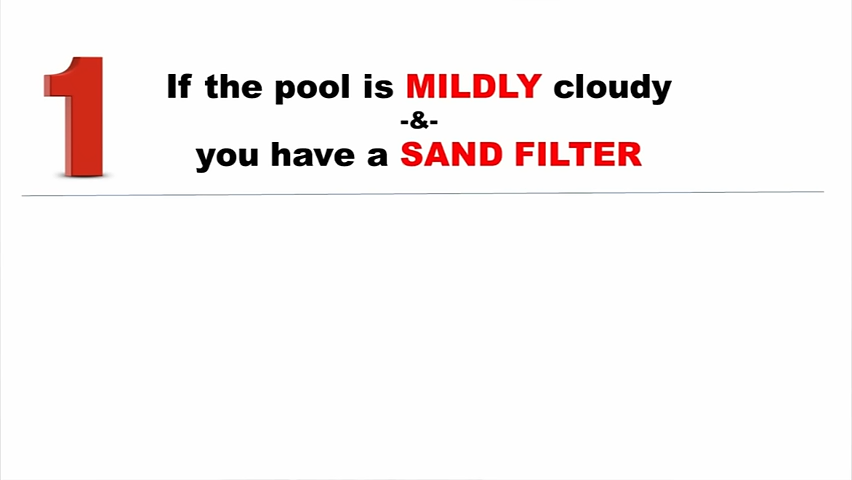 1
If the pool is MILDLY cloudy
-&-
you have a SAND FILTER